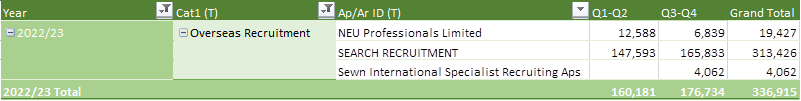 Year Cat1 (T) Ap/Ar ID (T) Q1-Q2 Q3-Q4 Grand Total
2022/23 Overseas Recruitment NEU Professionals Limited 12,588 6,839 19,427
SEARCH RECRUITMENT 147,593 165,833 313,426
Sewn International Specialist Recruiting Aps 4,062 4,062
2022/23 Total 160,181 176,734 336,915